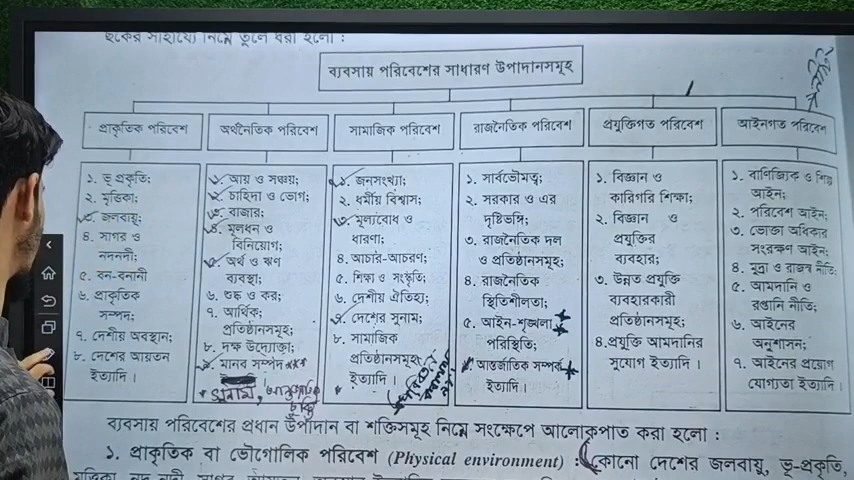 ছকের সাহায্যে নিম্নে তুলে ধরা হলো :
ব্যবসায় পরিবেশের সাধারণ উপাদানসমূহ
প্রাকৃতিক পরিবেশ
অর্থনৈতিক পরিবেশ
সামাজিক পরিবেশ
রাজনৈতিক পরিবেশ
প্রযুক্তিগত পরিবেশ
আইনগত পরিবেশ
১. ভূ প্রকৃতি;
২. মৃত্তিকা;
৩. জলবায়ু;
৪. সাগর ও
নদনদী;
৫. বন-বনানী
৬. প্রাকৃতিক
সম্পদ;
৭. দেশীয় অবস্থান;
৮. দেশের আয়তন
ইত্যাদি।
১. আয় ও সঞ্চয়;
২. চাহিদা ও ভোগ;
৩. বাজার;
৪. মূলধন ও
বিনিয়োগ;
৫. অর্থ ও ঋণ
ব্যবস্থা;
৬. শুল্ক ও কর;
৭. আর্থিক;
প্রতিষ্ঠানসমূহ;
৮. দক্ষ উদ্যোক্তা;
৯. মানব সম্পদ
১. জনসংখ্যা;
২. ধর্মীয় বিশ্বাস;
৩. মূল্যবোধ ও
ধারণা;
৪. আচার-আচরণ;
৫. শিক্ষা ও সংস্কৃতি;
৬. দেশীয় ঐতিহ্য;
৭. দেশের সুনাম;
৮. সামাজিক
প্রতিষ্ঠানসমূহ
ইত্যাদি।
১. সার্বভৌমত্ব;
২. সরকার ও এর
দৃষ্টিভঙ্গি;
৩. রাজনৈতিক দল
ও প্রতিষ্ঠানসমূহ;
৪. রাজনৈতিক
স্থিতিশীলতা;
৫. আইন-শৃঙ্খলা
পরিস্থিতি;
৬. আন্তর্জাতিক সম্পর্ক
ইত্যাদি।
১. বিজ্ঞান ও
কারিগরি শিক্ষা;
২. বিজ্ঞান ও
প্রযুক্তির
ব্যবহার;
৩. উন্নত প্রযুক্তি
ব্যবহারকারী
প্রতিষ্ঠানসমূহ;
৪. প্রযুক্তি আমদানির
সুযোগ ইত্যাদি।
১. বাণিজ্যিক ও শিল্প
আইন;
২. পরিবেশ আইন;
৩. ভোক্তা অধিকার
সংরক্ষণ আইন;
৪. মুদ্রা ও রাজস্ব নীতি;
৫. আমদানি ও
রপ্তানি নীতি;
৬. আইনের
অনুশাসন;
৭. আইনের প্রয়োগ
যোগ্যতা ইত্যাদি।
ব্যবসায় পরিবেশের প্রধান উপাদান বা শক্তিসমূহ নিম্নে সংক্ষেপে আলোকপাত করা হলো :
১. প্রাকৃতিক বা ভৌগোলিক পরিবেশ (Physical environment) : কোনো দেশের জলবায়ু, ভূ-প্রকৃতি,